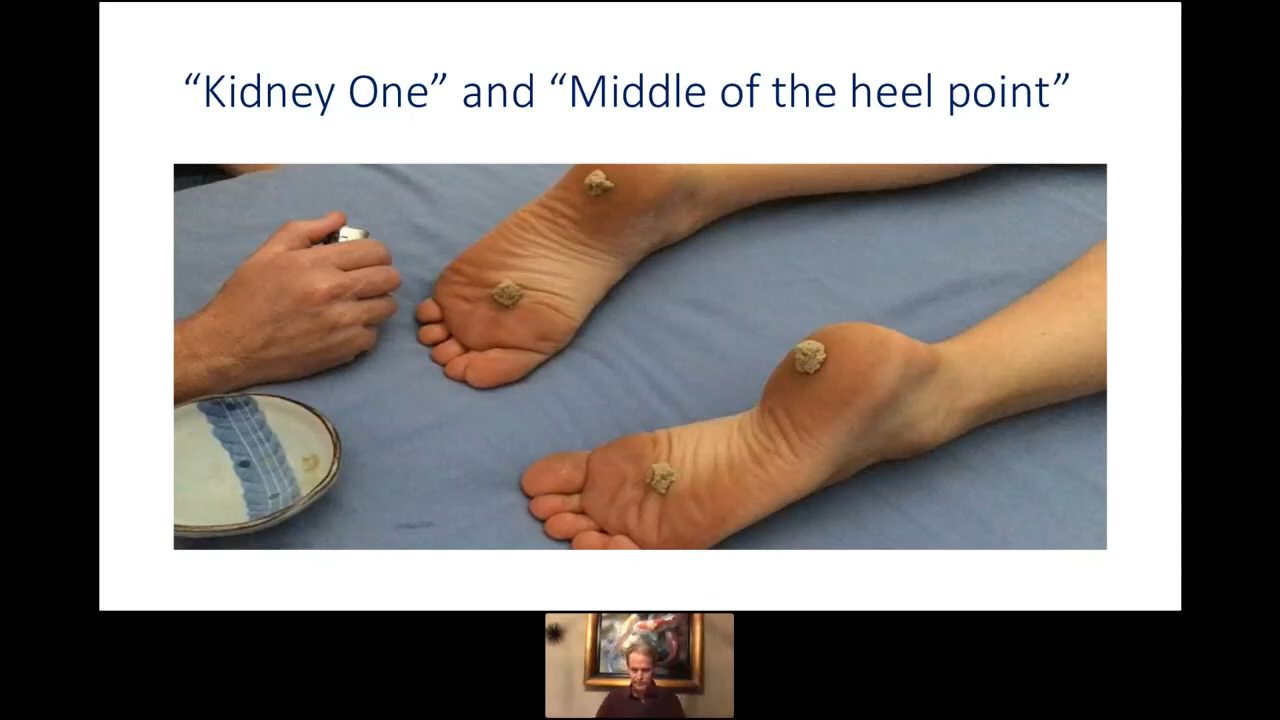 “Kidney One” and “Middle of the heel point”